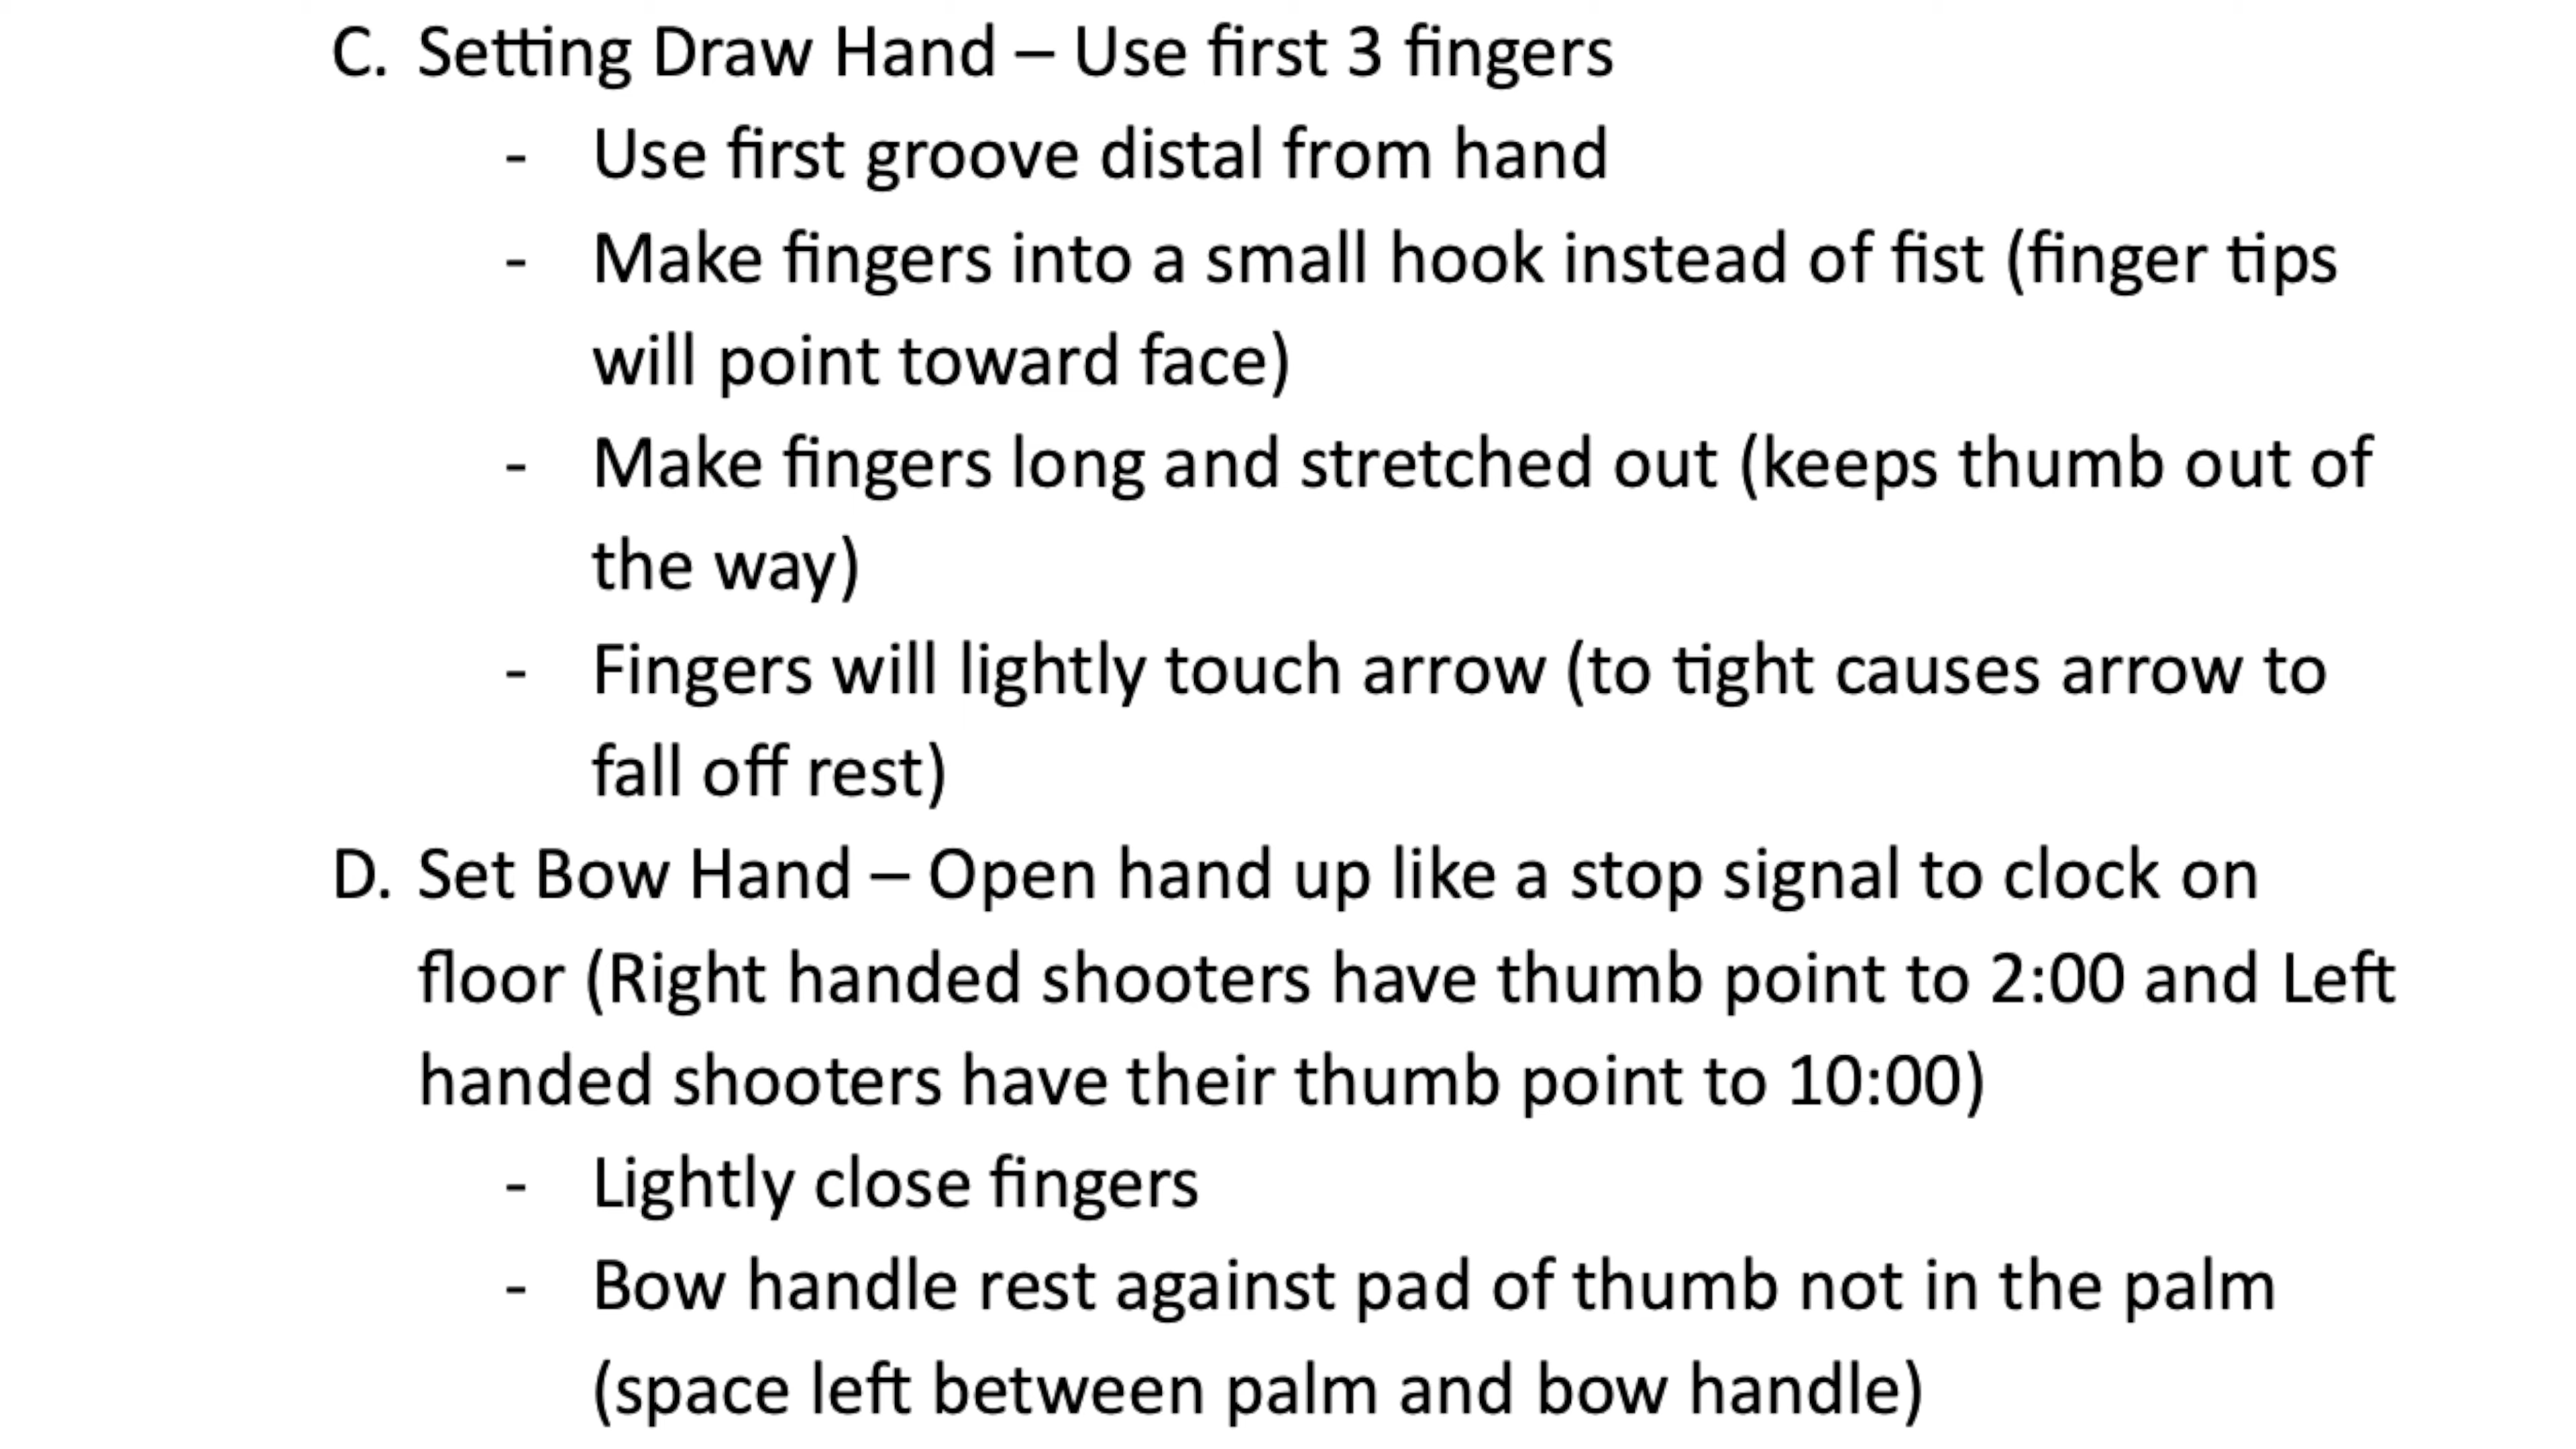 C. Setting Draw Hand – Use first 3 fingers
- Use first groove distal from hand
- Make fingers into a small hook instead of fist (finger tips
will point toward face)
- Make fingers long and stretched out (keeps thumb out of
the way)
- Fingers will lightly touch arrow (to tight causes arrow to
fall off rest)
D. Set Bow Hand – Open hand up like a stop signal to clock on
floor (Right handed shooters have thumb point to 2:00 and Left
handed shooters have their thumb point to 10:00)
- Lightly close fingers
- Bow handle rest against pad of thumb not in the palm
(space left between palm and bow handle)